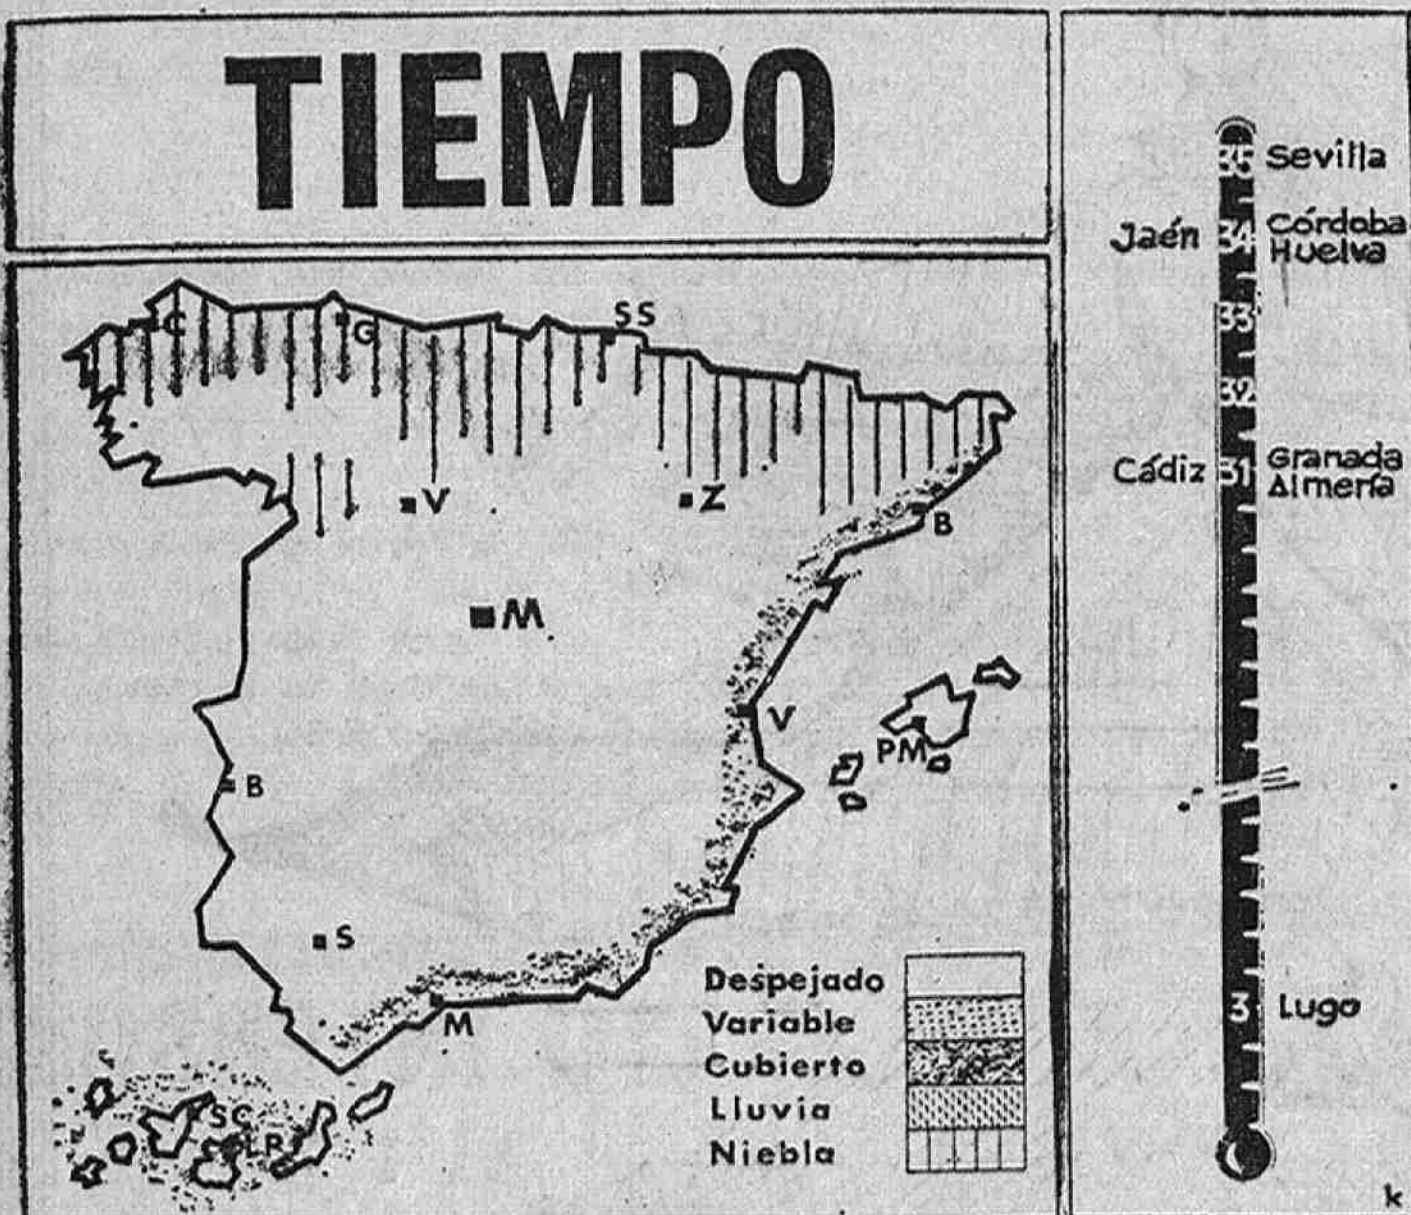 TIEMPO
C
G
SS
V
Z
B
M
V
PM
B
S
M
SC
LP
Despejado
Variable
Cubierto
Lluvia
Niebla
35 Sevilla
Jaén 34 Córdoba
Huelva
33
32
Cádiz 31 Granada
Almería
3 Lugo
k